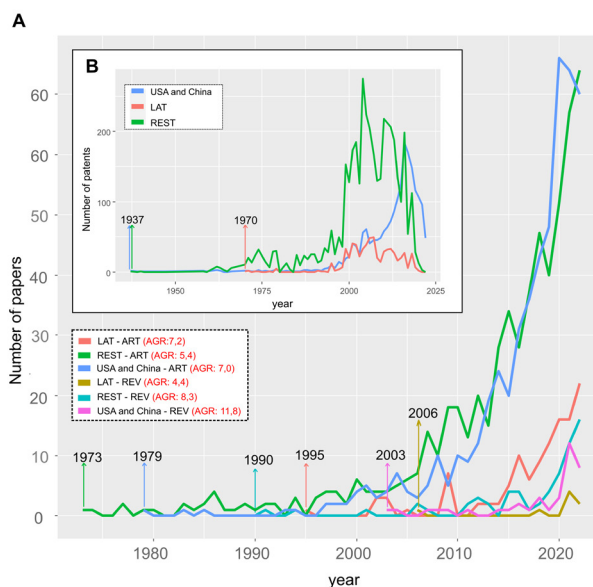 A
B
USA and China
LAT
REST
Number of patents
200
100
0
1937
1970
1950
1975
2000
2025
year
Number of papers
60
60
50
40
30
20
10
0
LAT - ART (AGR:7,2)
REST - ART (AGR: 5,4)
USA and China - ART (AGR: 7,0)
LAT - REV (AGR: 4,4)
REST - REV (AGR: 8,3)
USA and China - REV (AGR: 11,8)
1973
1979
1990
1995
2003
2006
1980
1990
2000
2010
2020
year